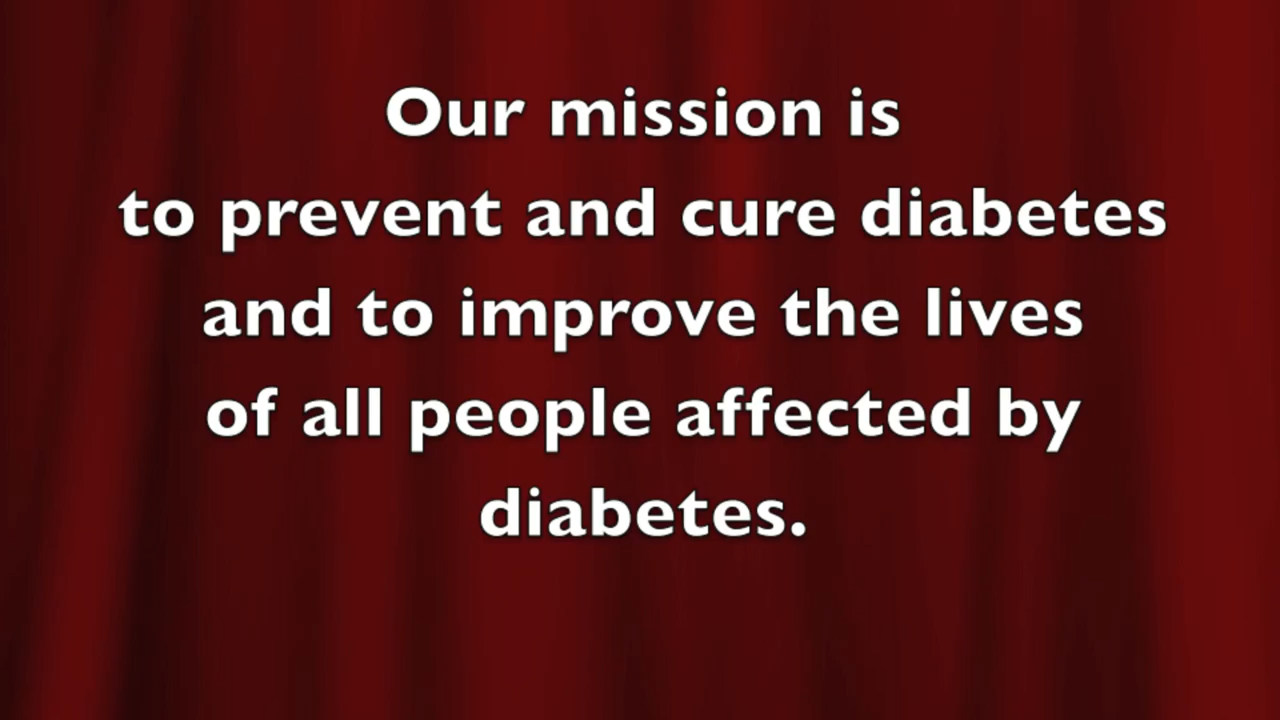 Our mission is
to prevent and cure diabetes
and to improve the lives
of all people affected by
diabetes.